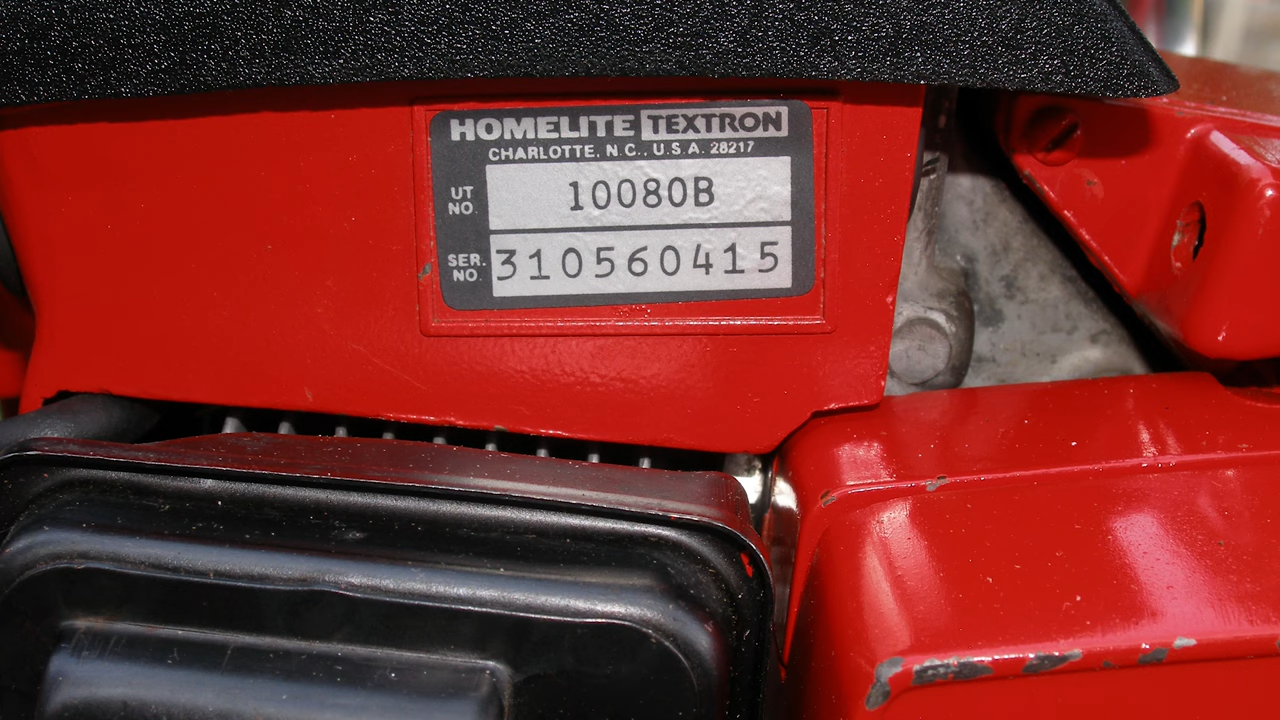 HOMELITE TEXTRON
CHARLOTTE, N.C., U.S.A. 28217
UT NO. 10080B
SER. NO. 310560415